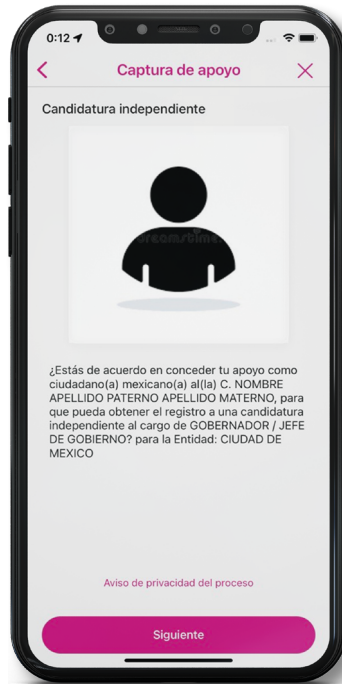 0:12
Captura de apoyo
Candidatura independiente
dreamstime
¿Estás de acuerdo en conceder tu apoyo como
ciudadano(a) mexicano(a) al(la) C. NOMBRE
APELLIDO PATERNO APELLIDO MATERNO, para
que pueda obtener el registro a una candidatura
independiente al cargo de GOBERNADOR / JEFE
DE GOBIERNO? para la Entidad: CIUDAD DE
MEXICO
Aviso de privacidad del proceso
Siguiente